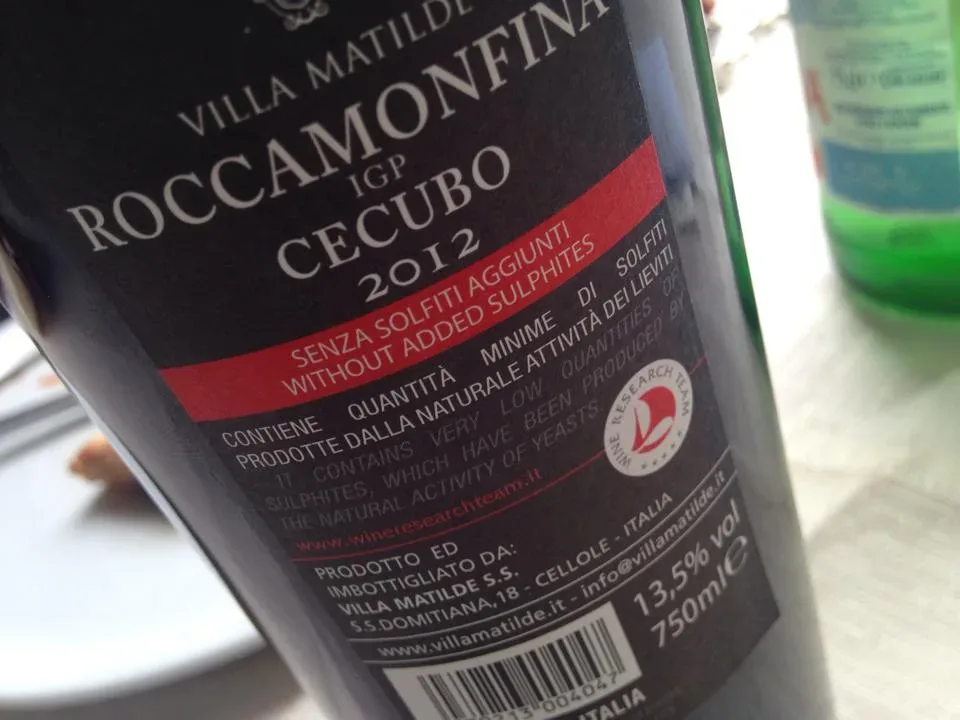 VILLA MATILDE
ROCCAMONFINA
IGP
CECUBO
2012
SENZA SOLFITI AGGIUNTI
WITHOUT ADDED SULPHITES
CONTIENE QUANTITÀ MINIME DI SOLFITI
PRODOTTE DALLA NATURALE ATTIVITÀ DEI LIEVITI
IT CONTAINS VERY LOW QUANTITIES OF
SULPHITES, WHICH HAVE BEEN PRODUCED BY
THE NATURAL ACTIVITY OF YEASTS.
www.wineresearchteam.it
WINE RESEARCH TEAM
PRODOTTO ED
IMBOTTIGLIATO DA:
VILLA MATILDE S.S.
S.S.DOMITIANA,18 - CELLOLE - ITALIA
www.villamatilde.it - info@villamatilde.it
13,5% vol
750ml e
004047
ITALIA